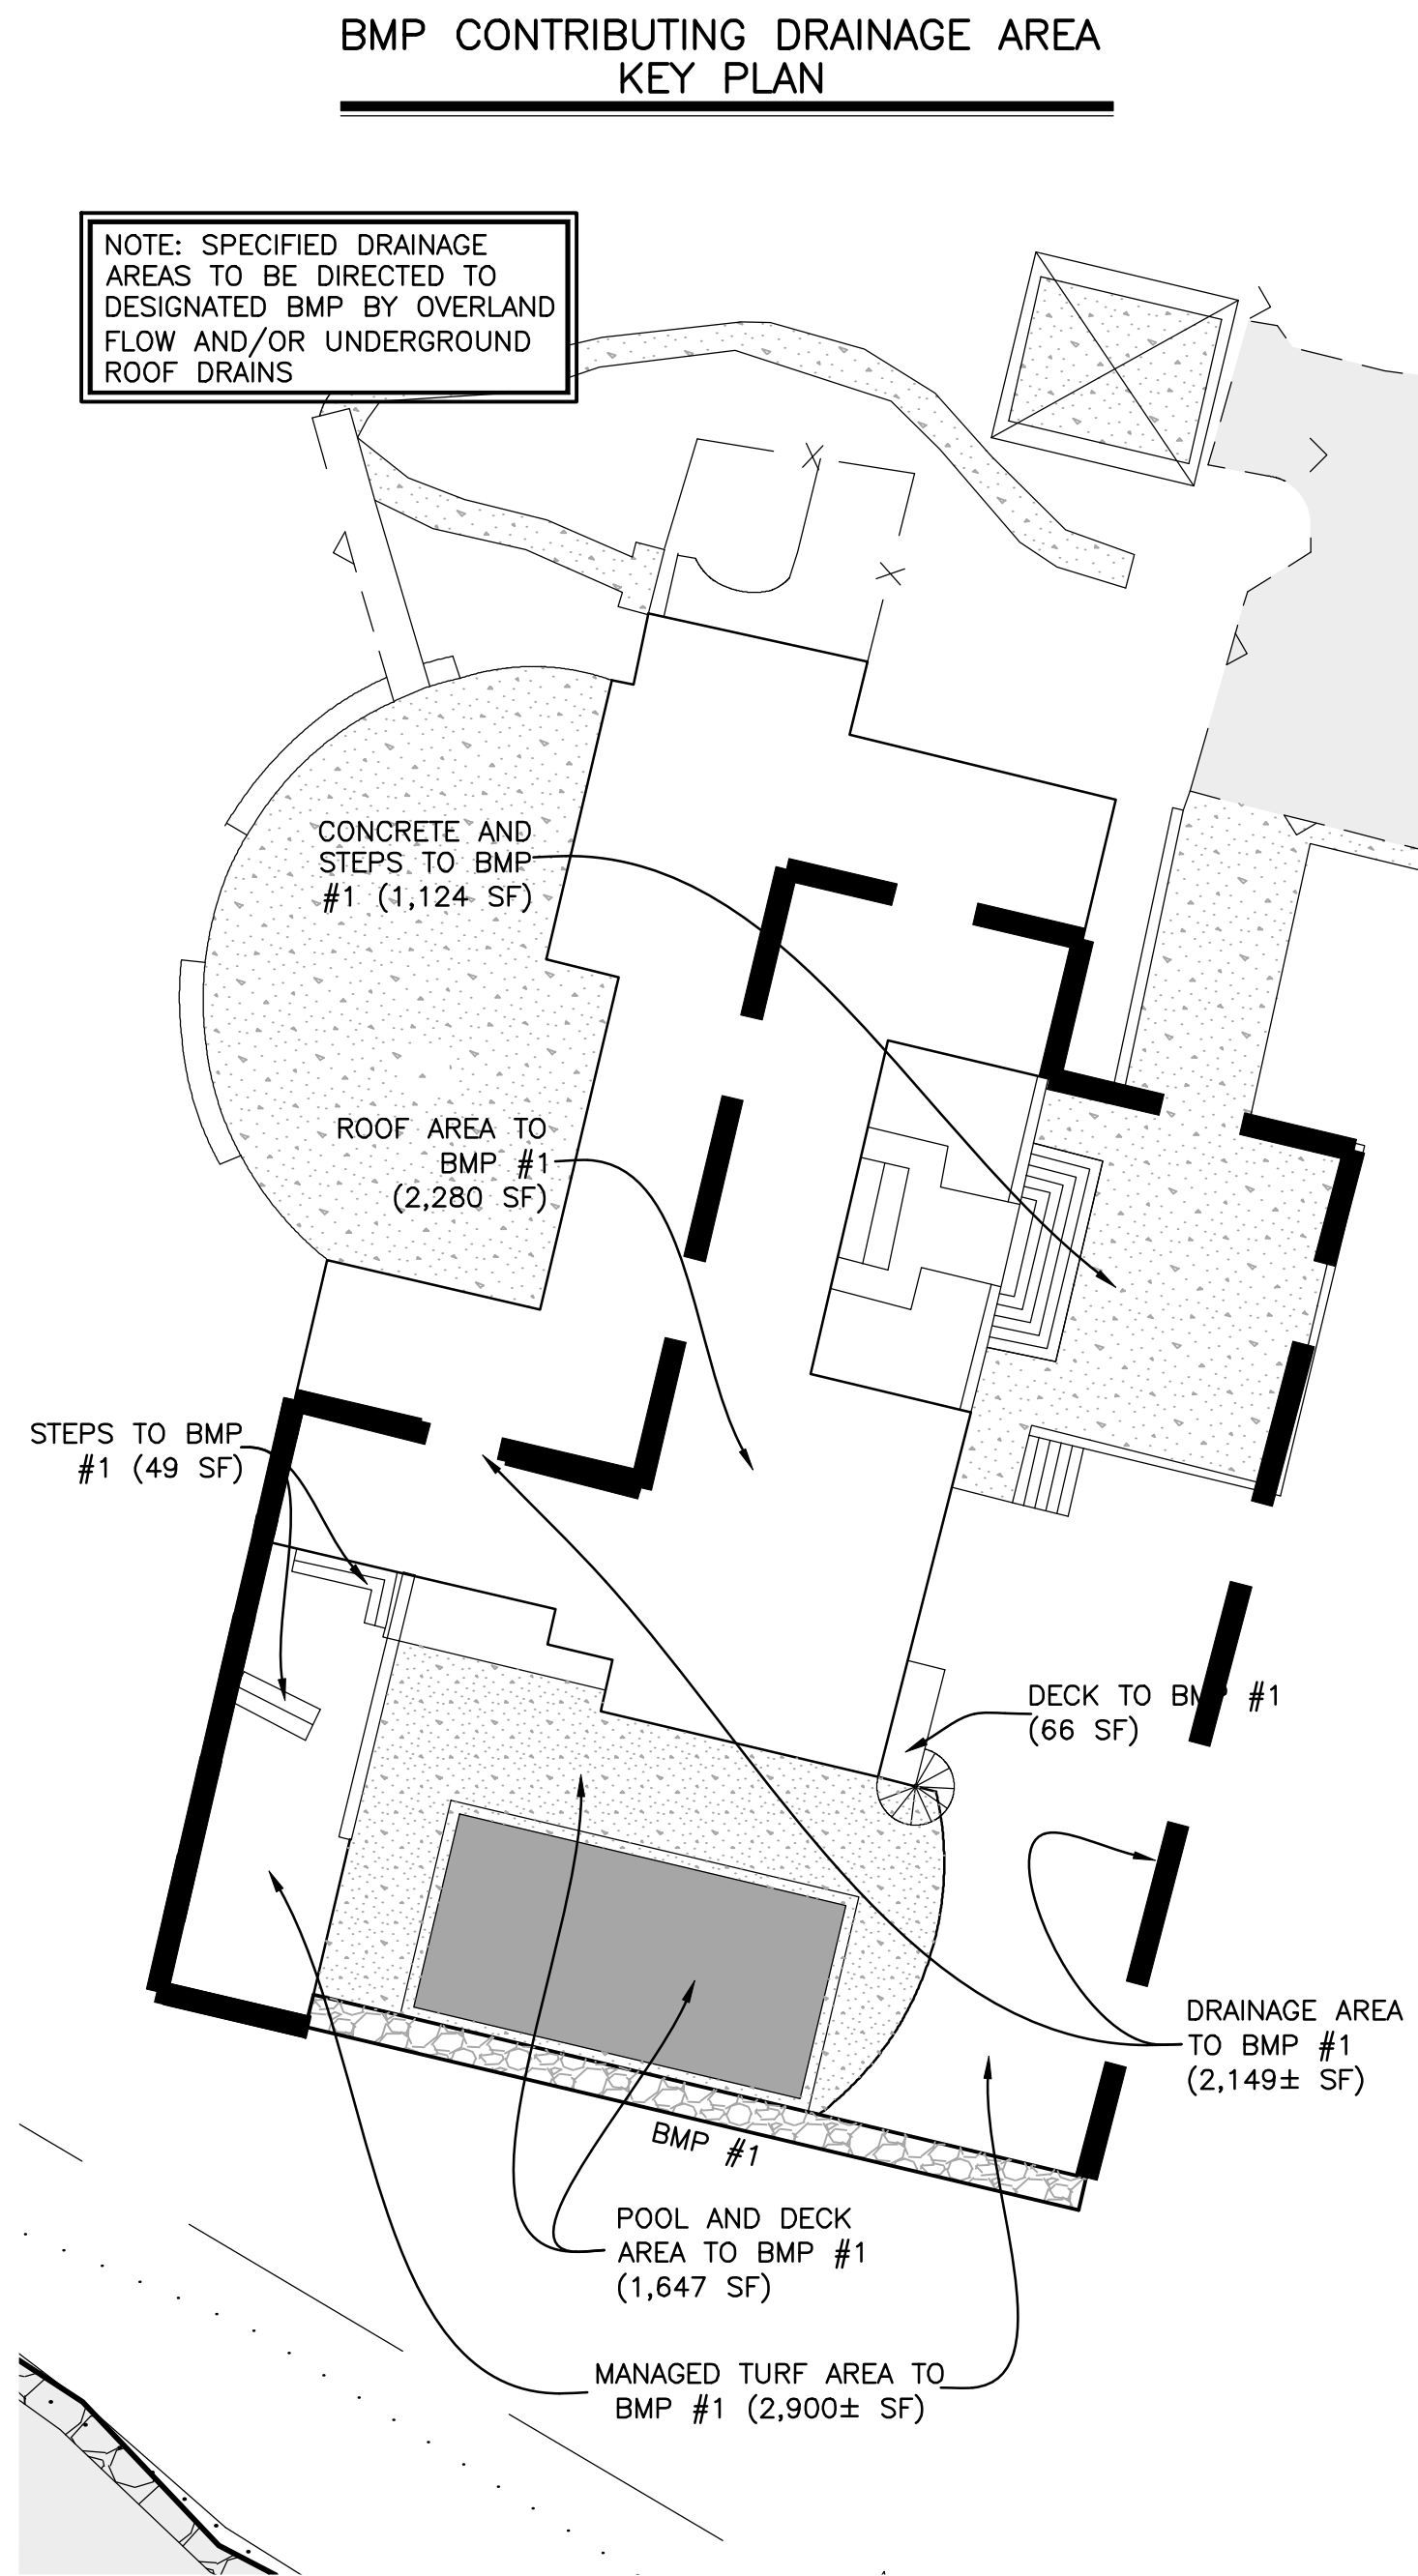 BMP CONTRIBUTING DRAINAGE AREA
KEY PLAN
NOTE: SPECIFIED DRAINAGE
AREAS TO BE DIRECTED TO
DESIGNATED BMP BY OVERLAND
FLOW AND/OR UNDERGROUND
ROOF DRAINS
CONCRETE AND
STEPS TO BMP
#1 (1,124 SF)
ROOF AREA TO
BMP #1
(2,280 SF)
STEPS TO BMP
#1 (49 SF)
DECK TO BMP #1
(66 SF)
DRAINAGE AREA
TO BMP #1
(2,149± SF)
BMP #1
POOL AND DECK
AREA TO BMP #1
(1,647 SF)
MANAGED TURF AREA TO
BMP #1 (2,900± SF)